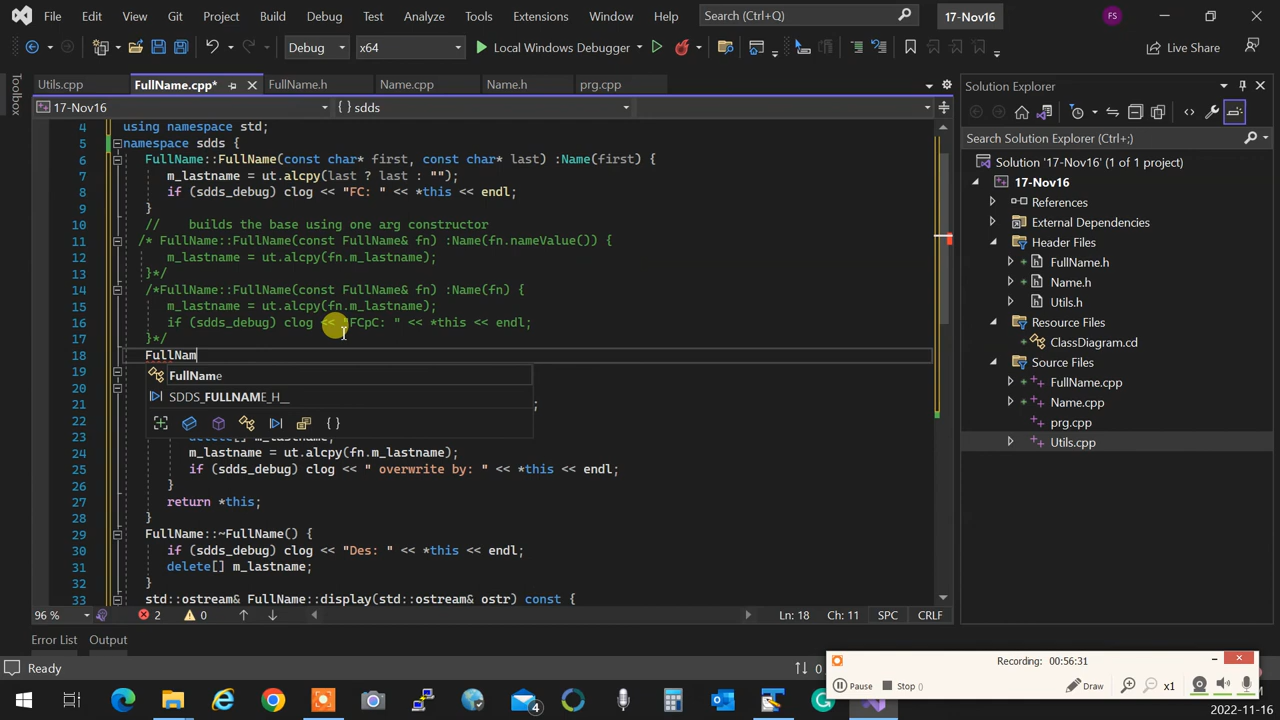 File Edit View Git Project Build Debug Test Analyze Tools Extensions Window Help Search (Ctrl+Q) 17-Nov16 FS
Debug x64 Local Windows Debugger Live Share
Toolbox
Utils.cpp FullName.cpp* FullName.h Name.cpp Name.h prg.cpp
17-Nov16 {} sdds
4 using namespace std;
5 namespace sdds {
6 FullName::FullName(const char* first, const char* last) :Name(first) {
7 m_lastname = ut.alcpy(last ? last : "");
8 if (sdds_debug) clog << "FC: " << *this << endl;
9 }
10 // builds the base using one arg constructor
11 /* FullName::FullName(const FullName& fn) :Name(fn.nameValue()) {
12 m_lastname = ut.alcpy(fn.m_lastname);
13 }*/
14 /*FullName::FullName(const FullName& fn) :Name(fn) {
15 m_lastname = ut.alcpy(fn.m_lastname);
16 if (sdds_debug) clog << "FCpC: " << *this << endl;
17 }*/
18 FullNam
19 FullName
20 SDDS_FULLNAME_H__
21 ;
22 {}
23 delete[] m_lastname;
24 m_lastname = ut.alcpy(fn.m_lastname);
25 if (sdds_debug) clog << " overwrite by: " << *this << endl;
26 }
27 return *this;
28 }
29 FullName::~FullName() {
30 if (sdds_debug) clog << "Des: " << *this << endl;
31 delete[] m_lastname;
32 }
33 std::ostream& FullName::display(std::ostream& ostr) const {
96 % 2 0 Ln: 18 Ch: 11 SPC CRLF
Error List Output
Ready 0
Solution Explorer
Search Solution Explorer (Ctrl+;)
Solution '17-Nov16' (1 of 1 project)
17-Nov16
References
External Dependencies
Header Files
FullName.h
Name.h
Utils.h
Resource Files
ClassDiagram.cd
Source Files
FullName.cpp
Name.cpp
prg.cpp
Utils.cpp
Recording: 00:56:31
Pause Stop () Draw x1
4
2022-11-16